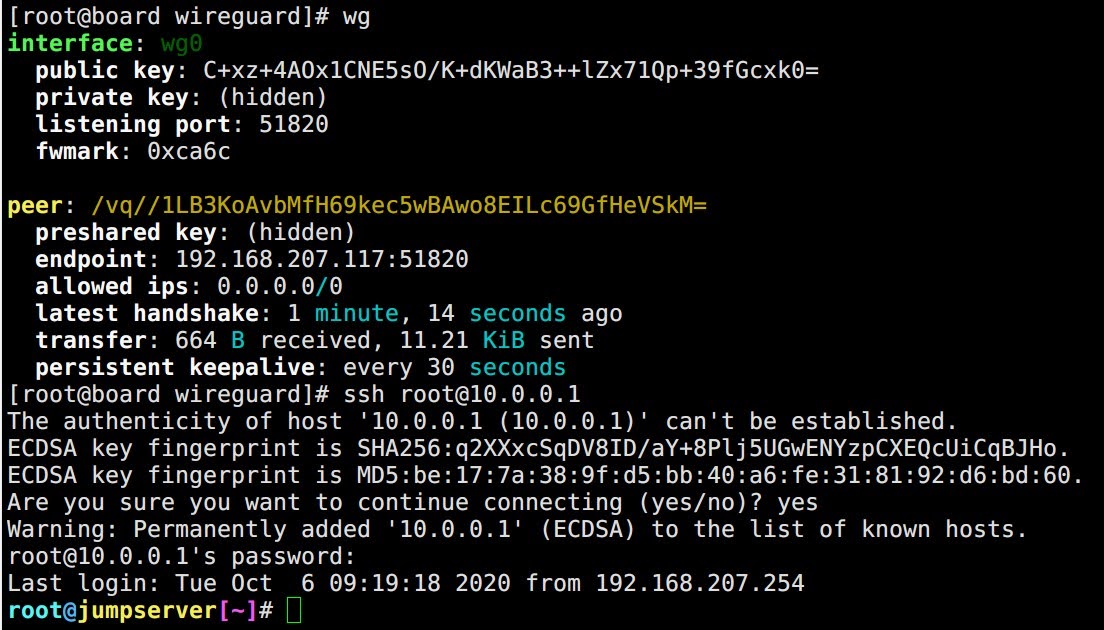 [root@board wireguard]# wg
interface: wg0
  public key: C+xz+4AOx1CNE5sO/K+dKWaB3++lZx71Qp+39fGcxk0=
  private key: (hidden)
  listening port: 51820
  fwmark: 0xca6c

peer: /vq//1LB3KoAvbMfH69kec5wBAwo8EILc69GfHeVSkM=
  preshared key: (hidden)
  endpoint: 192.168.207.117:51820
  allowed ips: 0.0.0.0/0
  latest handshake: 1 minute, 14 seconds ago
  transfer: 664 B received, 11.21 KiB sent
  persistent keepalive: every 30 seconds
[root@board wireguard]# ssh root@10.0.0.1
The authenticity of host '10.0.0.1 (10.0.0.1)' can't be established.
ECDSA key fingerprint is SHA256:q2XXxcSqDV8ID/aY+8Plj5UGwENYzpCXEQcUiCqBJHo.
ECDSA key fingerprint is MD5:be:17:7a:38:9f:d5:bb:40:a6:fe:31:81:92:d6:bd:60.
Are you sure you want to continue connecting (yes/no)? yes
Warning: Permanently added '10.0.0.1' (ECDSA) to the list of known hosts.
root@10.0.0.1's password:
Last login: Tue Oct  6 09:19:18 2020 from 192.168.207.254
root@jumpserver[~]#